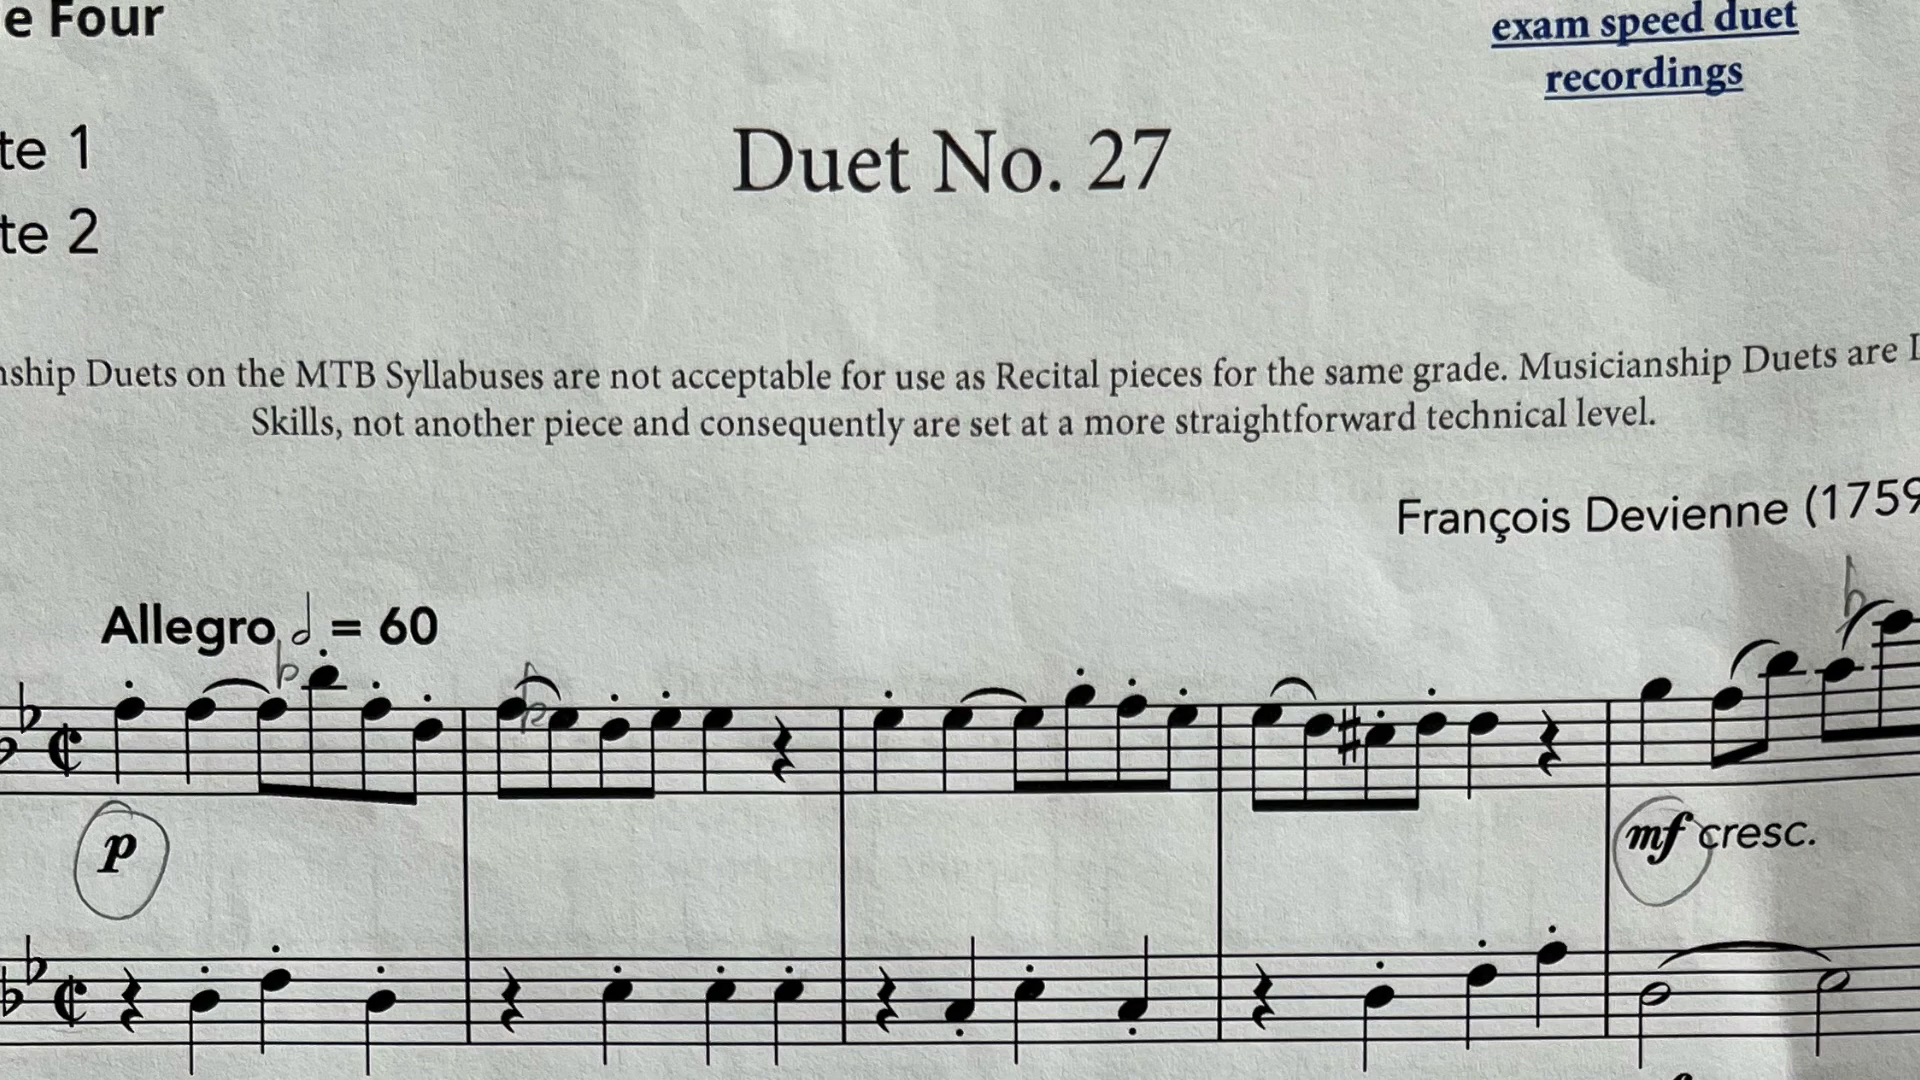 e Four
exam speed duet
recordings
te 1
Duet No. 27
te 2
nship Duets on the MTB Syllabuses are not acceptable for use as Recital pieces for the same grade. Musicianship Duets are
Skills, not another piece and consequently are set at a more straightforward technical level.
François Devienne (1759
Allegro = 60
p
mf cresc.